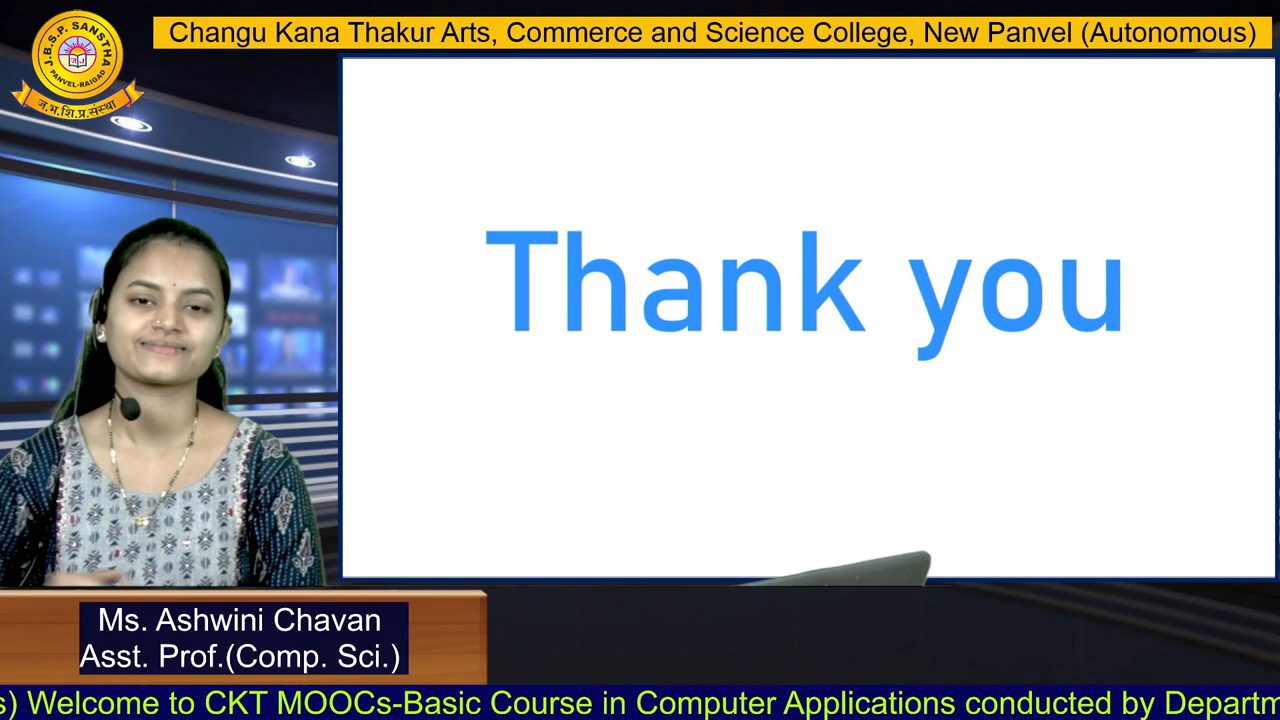 J.B.S.P. SANSTHA
PANVEL-RAIGAD
ज.भ.शि.प्र.संस्था
Changu Kana Thakur Arts, Commerce and Science College, New Panvel (Autonomous)
Thank you
Ms. Ashwini Chavan
Asst. Prof.(Comp. Sci.)
s) Welcome to CKT MOOCs-Basic Course in Computer Applications conducted by Departm